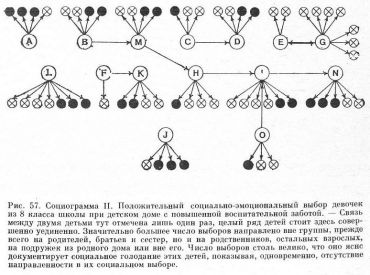 A B M C D E G
L F K H N
J O
Рис. 57. Социограмма II. Положительный социально-эмоциональный выбор девочек
из 8 класса школы при детском доме с повышенной воспитательной заботой. — Связь
между двумя детьми тут отмечена лишь один раз, целый ряд детей стоит здесь совер-
шенно уединенно. Значительно большее число выборов направлено вне группы, прежде
всего на родителей, братьев и сестер, но и на родственников, остальных взрослых,
на подружек из родного дома или вне его. Число выборов столь велико, что оно ясно
документирует социальное голодание этих детей, показывая, одновременно, отсутствие
направленности в их социальном выборе.